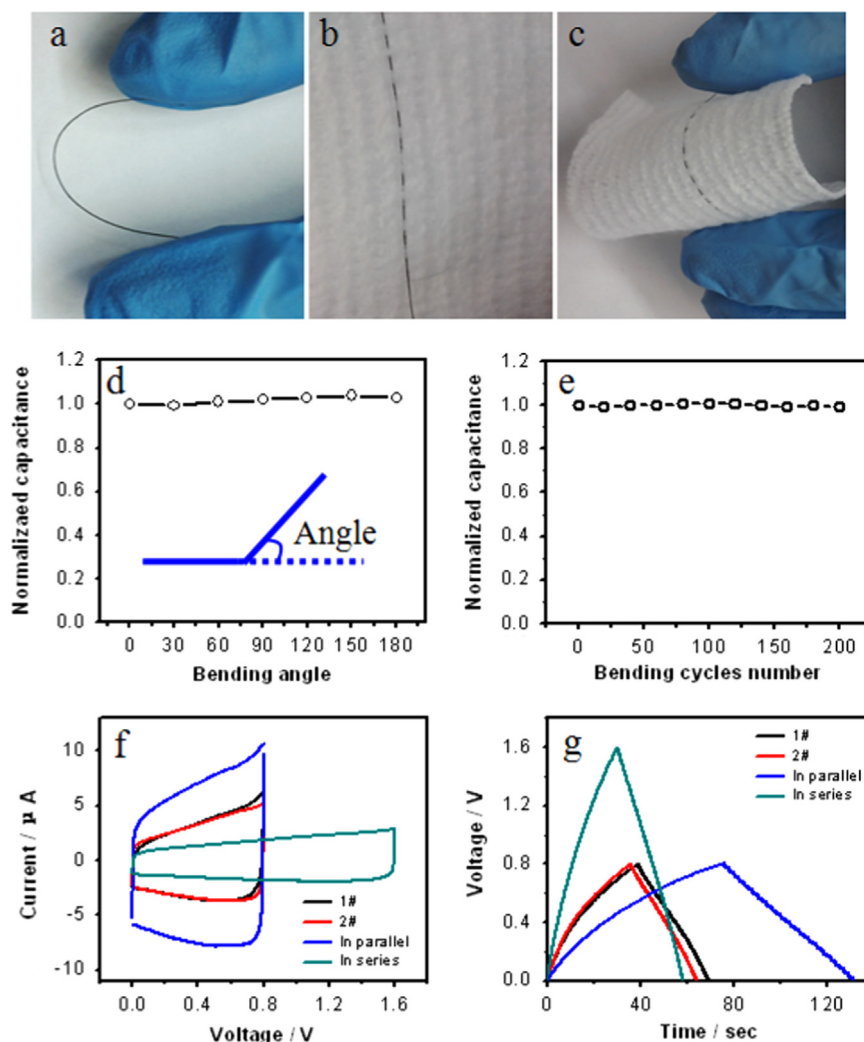 a
b
c
d
Normalizaed capacitance
1.2
1.0
0.8
0.6
0.4
0.2
0.0
Angle
0 30 60 90 120 150 180
Bending angle
e
Normalized capacitance
1.2
1.0
0.8
0.6
0.4
0.2
0.0
0 50 100 150 200
Bending cycles number
f
Current / μ A
10
5
0
-5
-10
1#
2#
In parallel
In series
0.0 0.4 0.8 1.2 1.6
Voltage / V
g
Voltage / V
1.6
1.2
0.8
0.4
0.0
1#
2#
In parallel
In series
0 40 80 120
Time / sec